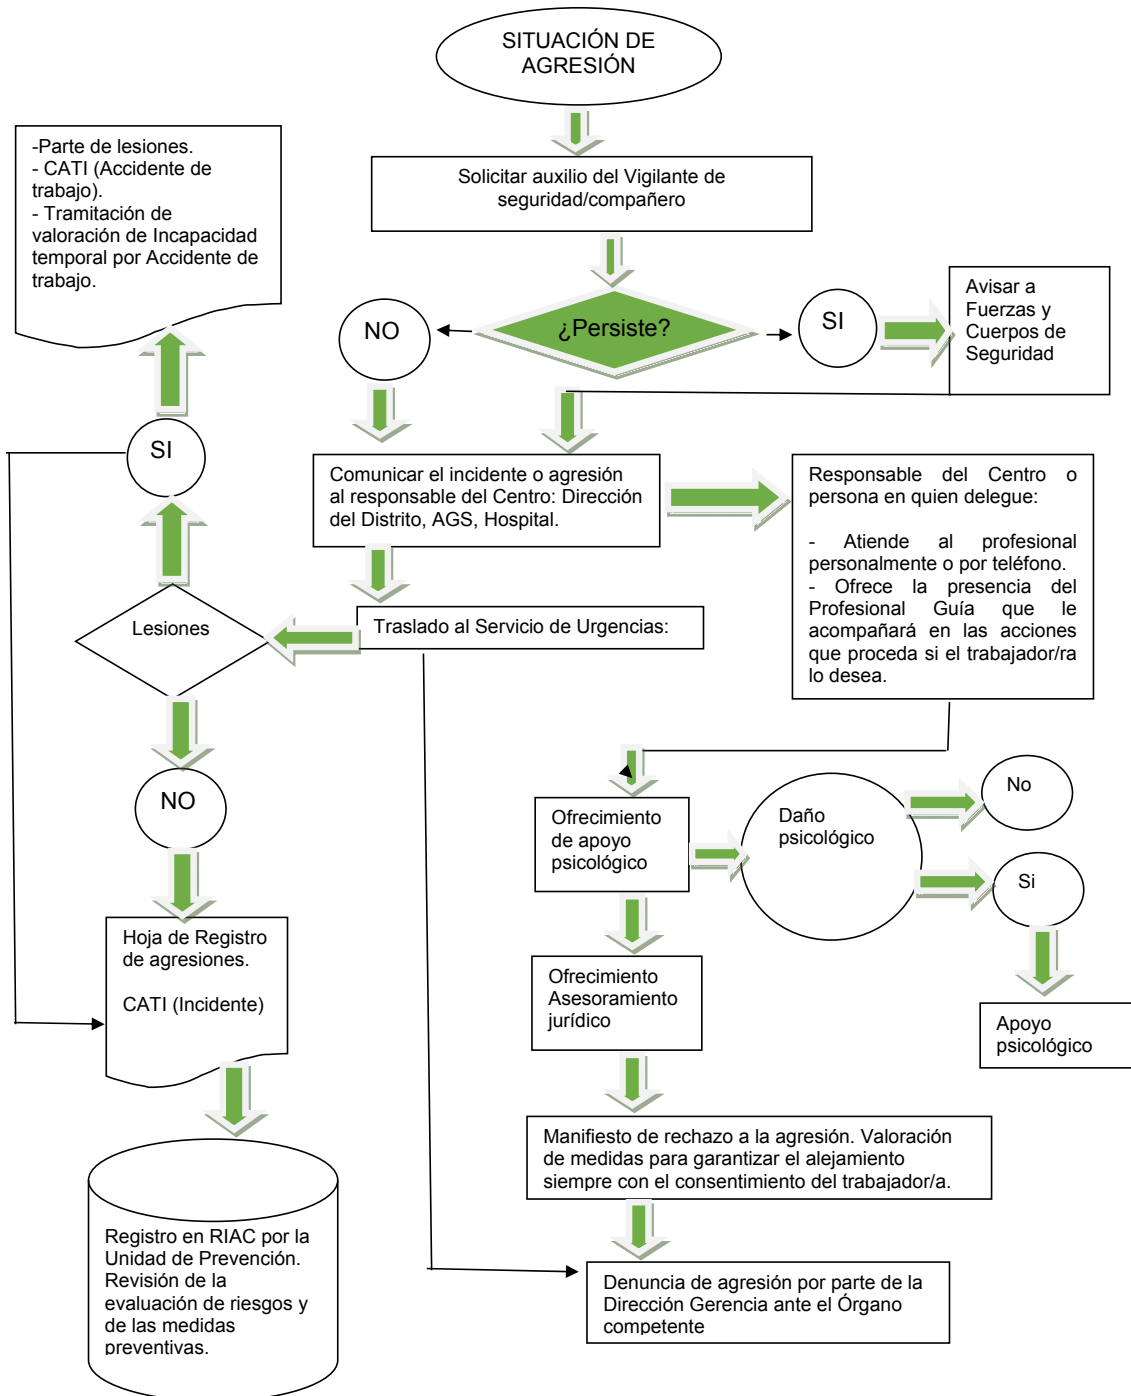 SITUACIÓN DE
AGRESIÓN
-Parte de lesiones.
- CATI (Accidente de
trabajo).
- Tramitación de
valoración de Incapacidad
temporal por Accidente de
trabajo.
Solicitar auxilio del Vigilante de
seguridad/compañero
¿Persiste?
NO
SI
Avisar a
Fuerzas y
Cuerpos de
Seguridad
SI
Comunicar el incidente o agresión
al responsable del Centro: Dirección
del Distrito, AGS, Hospital.
Responsable del Centro o
persona en quien delegue:
- Atiende al profesional
personalmente o por teléfono.
- Ofrece la presencia del
Profesional Guía que le
acompañará en las acciones
que proceda si el trabajador/ra
lo desea.
Lesiones
Traslado al Servicio de Urgencias:
NO
Ofrecimiento
de apoyo
psicológico
Daño
psicológico
No
Si
Hoja de Registro
de agresiones.
CATI (Incidente)
Ofrecimiento
Asesoramiento
jurídico
Apoyo
psicológico
Manifiesto de rechazo a la agresión. Valoración
de medidas para garantizar el alejamiento
siempre con el consentimiento del trabajador/a.
Registro en RIAC por la
Unidad de Prevención.
Revisión de la
evaluación de riesgos y
de las medidas
preventivas.
Denuncia de agresión por parte de la
Dirección Gerencia ante el Órgano
competente